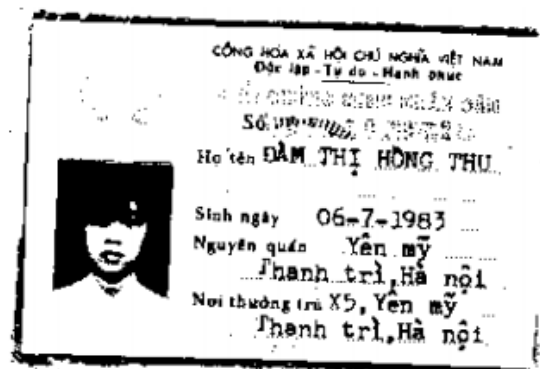 CỘNG HÒA XÃ HỘI CHỦ NGHĨA VIỆT NAM
Độc lập - Tự do - Hạnh phúc
Số
Họ tên ĐÀM THỊ HỒNG THU
Sinh ngày 06-7-1983
Nguyên quán Yên mỹ
Thanh trì, Hà nội
Nơi thường trú X5, Yên mỹ
Thanh trì, Hà nội